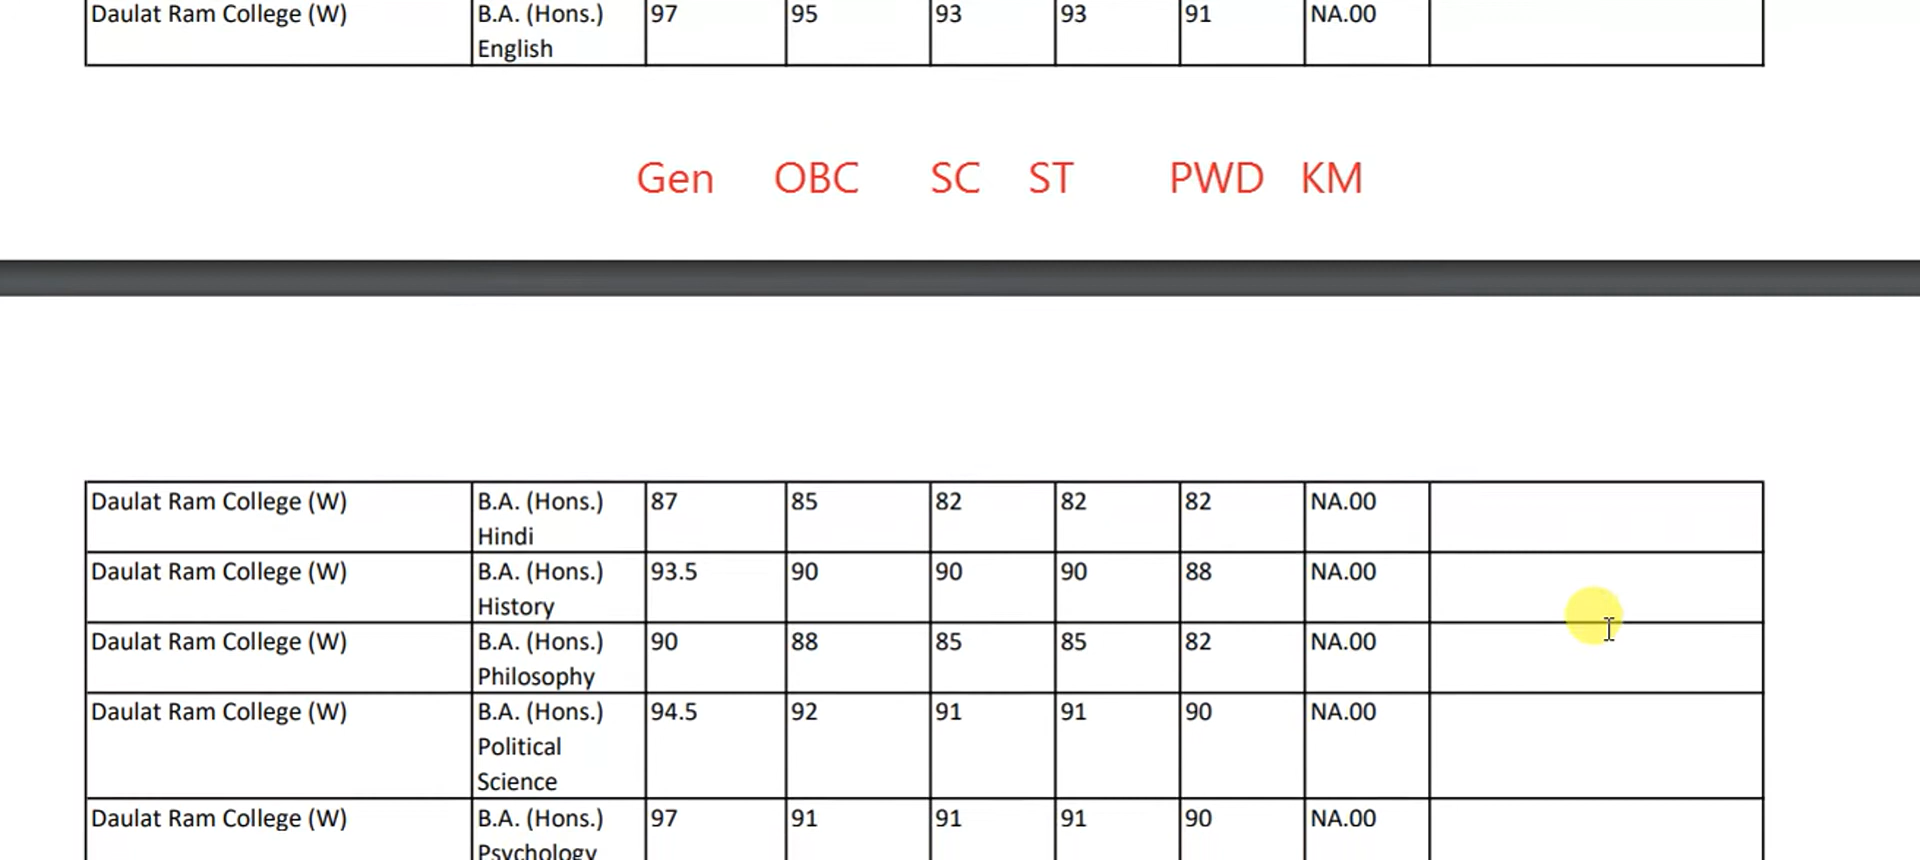 Daulat Ram College (W) B.A. (Hons.) 97 95 93 93 91 NA.00
English
Gen OBC SC ST PWD KM
Daulat Ram College (W) B.A. (Hons.) 87 85 82 82 82 NA.00
Hindi
Daulat Ram College (W) B.A. (Hons.) 93.5 90 90 90 88 NA.00
History
Daulat Ram College (W) B.A. (Hons.) 90 88 85 85 82 NA.00
Philosophy
Daulat Ram College (W) B.A. (Hons.) 94.5 92 91 91 90 NA.00
Political
Science
Daulat Ram College (W) B.A. (Hons.) 97 91 91 91 90 NA.00
Psychology